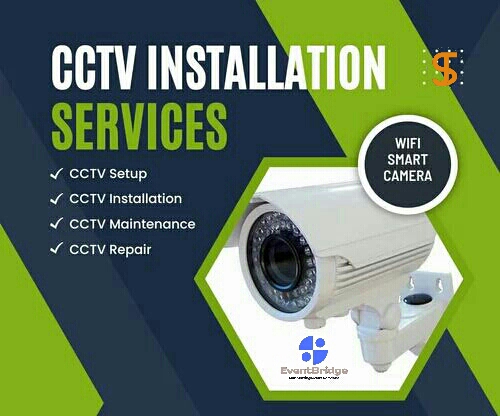 CCTV INSTALLATION
SERVICES
CCTV Setup
CCTV Installation
CCTV Maintenance
CCTV Repair
WIFI
SMART
CAMERA
EventBridge